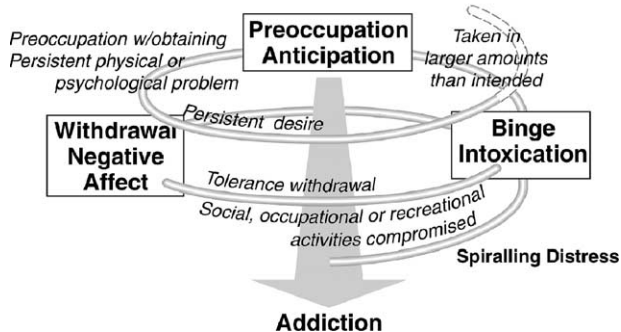 Preoccupation
Anticipation
Preoccupation w/obtaining
Persistent physical or
psychological problem
Taken in
larger amounts
than intended
Persistent desire
Withdrawal
Negative
Affect
Binge
Intoxication
Tolerance withdrawal
Social, occupational or recreational
activities compromised
Spiralling Distress
Addiction